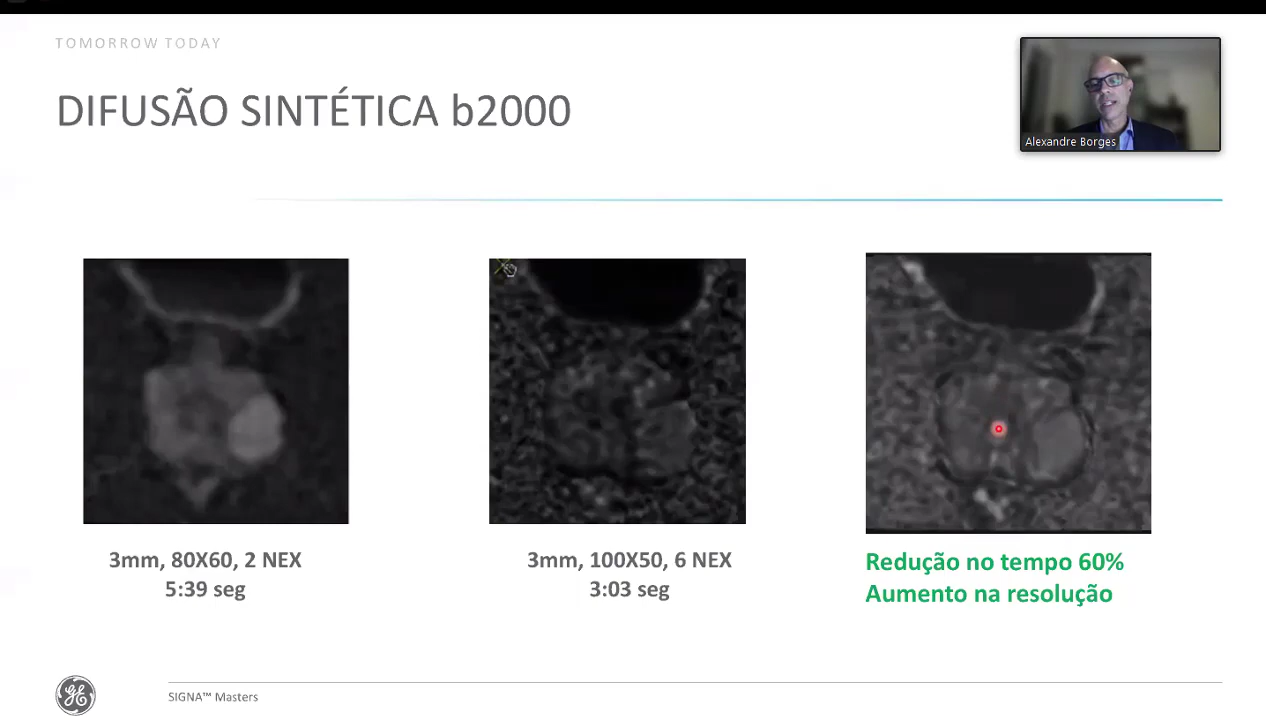 TOMORROW TODAY
DIFUSÃO SINTÉTICA b2000
Alexandre Borges
3mm, 80X60, 2 NEX
5:39 seg
3mm, 100X50, 6 NEX
3:03 seg
Redução no tempo 60%
Aumento na resolução
GE
SIGNA™ Masters